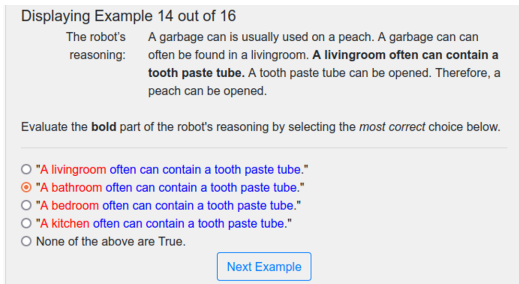 Displaying Example 14 out of 16
The robot's reasoning:
A garbage can is usually used on a peach. A garbage can can
often be found in a livingroom. A livingroom often can contain a
tooth paste tube. A tooth paste tube can be opened. Therefore, a
peach can be opened.
Evaluate the bold part of the robot's reasoning by selecting the most correct choice below.
"A livingroom often can contain a tooth paste tube."
"A bathroom often can contain a tooth paste tube."
"A bedroom often can contain a tooth paste tube."
"A kitchen often can contain a tooth paste tube."
None of the above are True.
Next Example